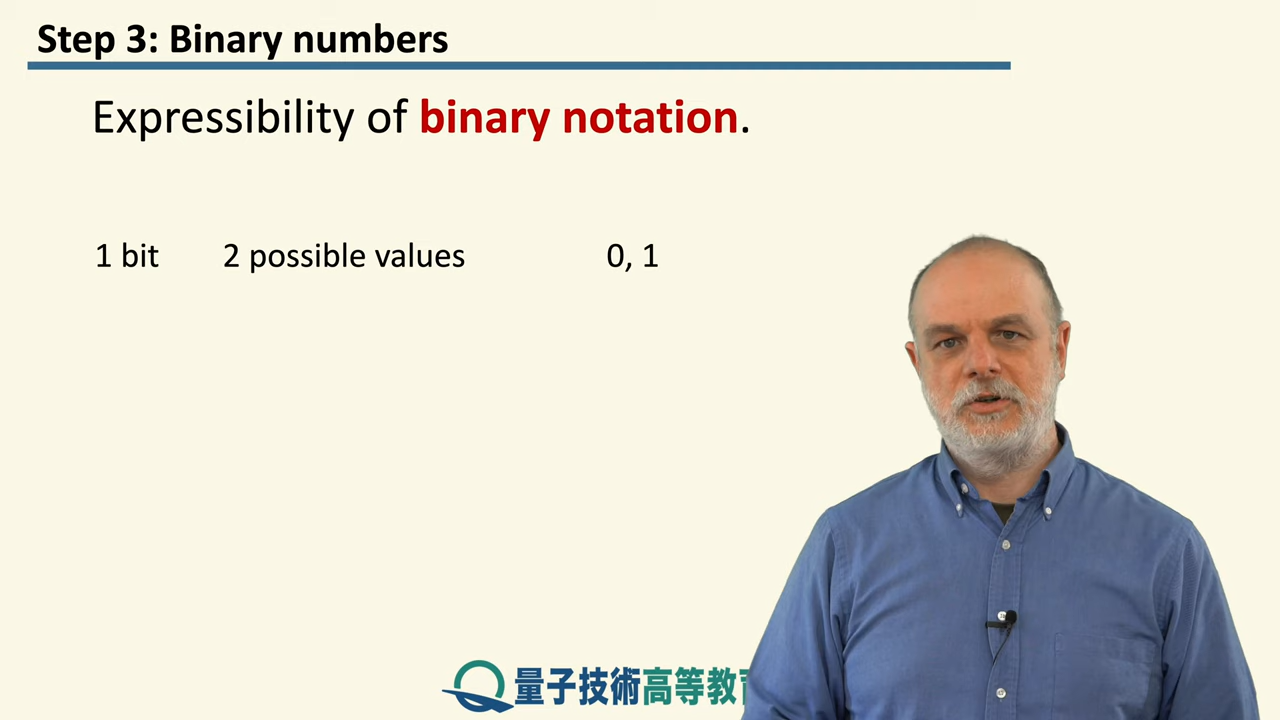 Step 3: Binary numbers
Expressibility of binary notation.
1 bit 2 possible values 0, 1
量子技術高等教